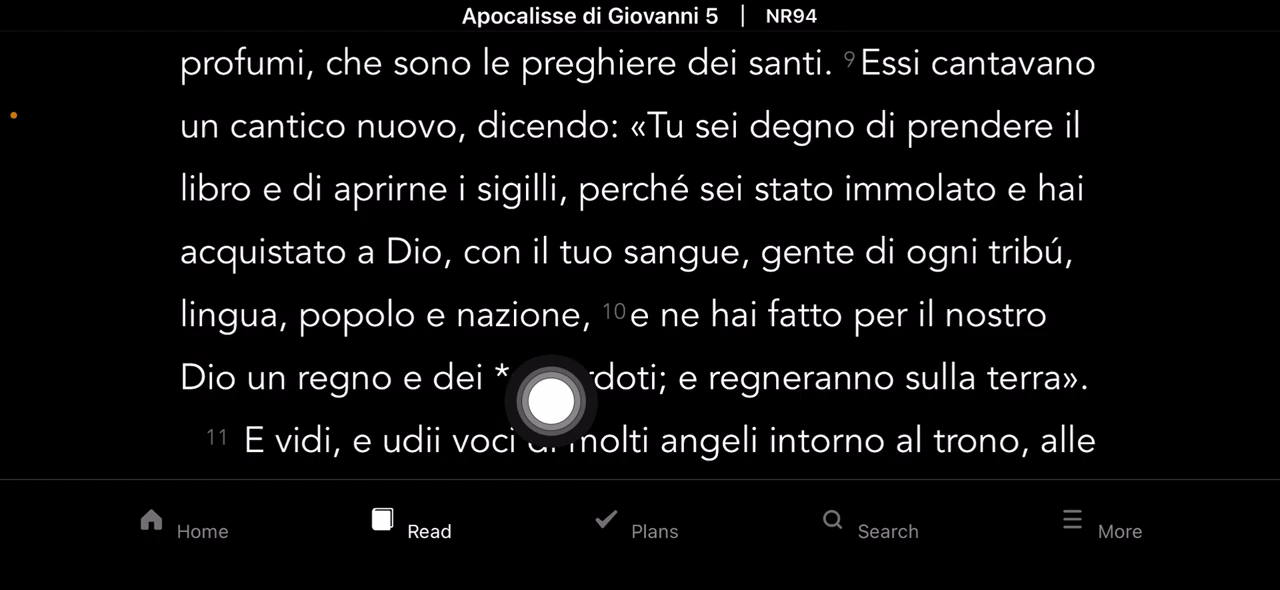 Apocalisse di Giovanni 5 | NR94
profumi, che sono le preghiere dei santi. 9 Essi cantavano
un cantico nuovo, dicendo: «Tu sei degno di prendere il
libro e di aprirne i sigilli, perché sei stato immolato e hai
acquistato a Dio, con il tuo sangue, gente di ogni tribú,
lingua, popolo e nazione, 10 e ne hai fatto per il nostro
Dio un regno e dei * rdoti; e regneranno sulla terra».
11 E vidi, e udii voci di molti angeli intorno al trono, alle
Home
Read
Plans
Search
More